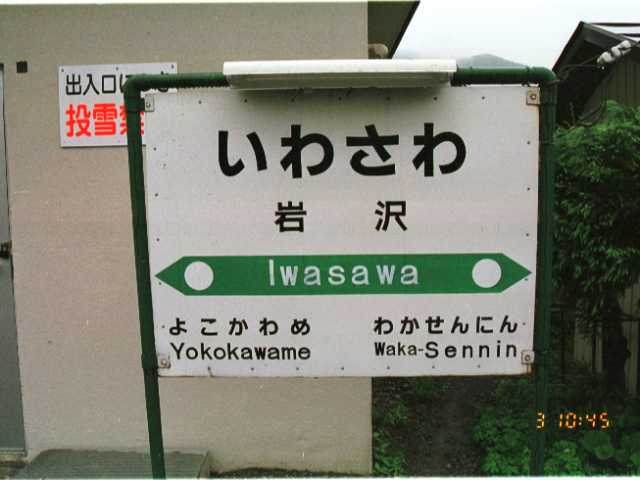 出入口に
投雪禁
いわさわ
岩沢
Iwasawa
よこかわめ わかせんにん
Yokokawame Waka-Sennin
3 10:45